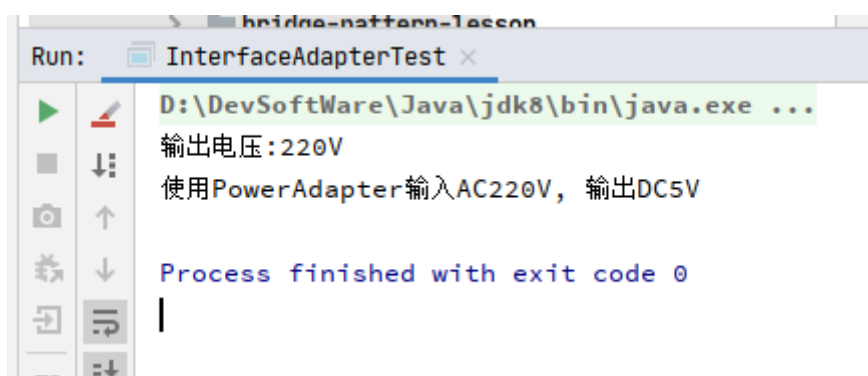 bridge-pattern-lesson
Run: InterfaceAdapterTest ×
D:\DevSoftWare\Java\jdk8\bin\java.exe ...
输出电压:220V
使用PowerAdapter输入AC220V, 输出DC5V
Process finished with exit code 0